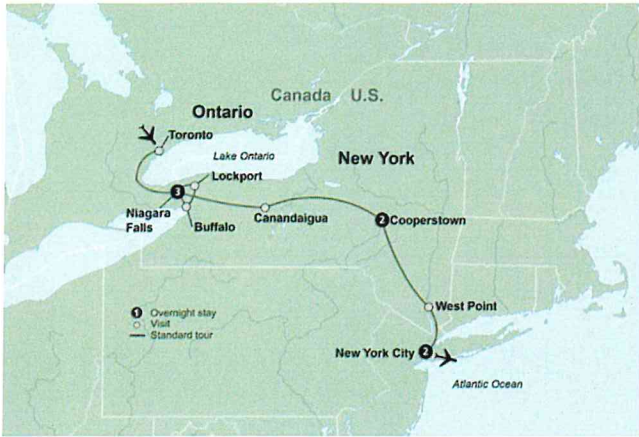 Canada U.S.
Ontario
Toronto
Lake Ontario
New York
Lockport
3
Niagara
Falls
Buffalo
Canandaigua
2
Cooperstown
1 Overnight stay
Visit
Standard tour
West Point
New York City
2
Atlantic Ocean